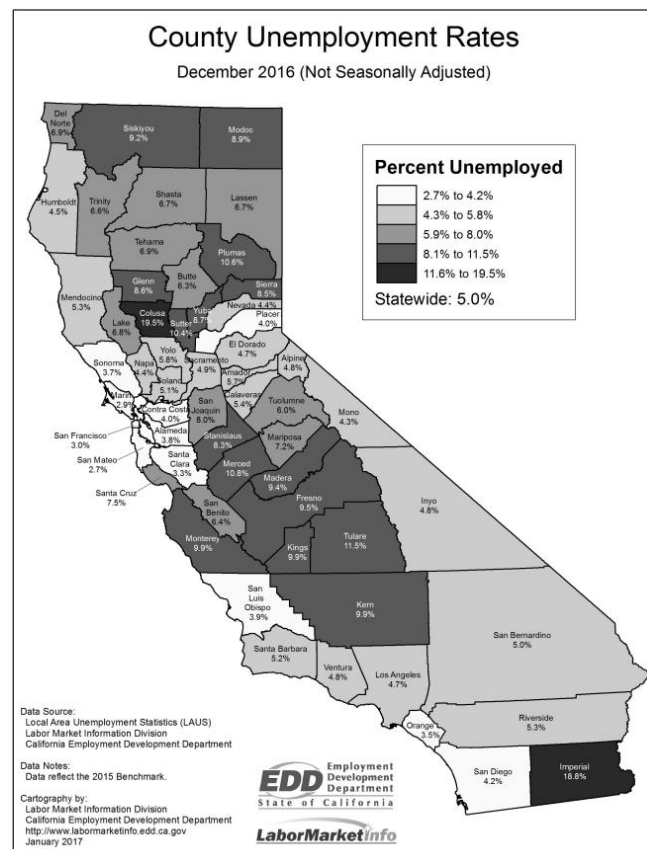 County Unemployment Rates
December 2016 (Not Seasonally Adjusted)
Del
Norte
6.9%
Siskiyou
9.2%
Modoc
8.9%
Percent Unemployed
2.7% to 4.2%
4.3% to 5.8%
5.9% to 8.0%
8.1% to 11.5%
11.6% to 19.5%
Statewide: 5.0%
Humboldt
4.5%
Trinity
6.6%
Shasta
6.7%
Lassen
6.7%
Tehama
6.9%
Plumas
10.6%
Mendocino
5.3%
Glenn
8.6%
Butte
6.3%
Sierra
8.5%
Lake
6.8%
Colusa
19.5%
Sutter
10.4%
Yuba
8.7%
Nevada 4.4%
Placer
4.0%
Sonoma
3.7%
Napa
4.4%
Yolo
5.8%
Solano
5.1%
Sacramento
4.9%
El Dorado
4.7%
Alpine
4.8%
Amador
5.7%
Calaveras
5.4%
Tuolumne
6.0%
Mono
4.3%
Marin
2.9%
Contra Costa
4.0%
San
Joaquin
8.0%
San Francisco
3.0%
Alameda
3.8%
Stanislaus
8.3%
Mariposa
7.2%
San Mateo
2.7%
Santa
Clara
3.3%
Merced
10.8%
Madera
9.4%
Santa Cruz
7.5%
San
Benito
6.4%
Fresno
9.5%
Inyo
4.8%
Monterey
9.9%
Kings
9.9%
Tulare
11.5%
San
Luis
Obispo
3.9%
Kern
9.9%
San Bernardino
5.0%
Santa Barbara
5.2%
Ventura
4.8%
Los Angeles
4.7%
Orange
3.5%
Riverside
5.3%
San Diego
4.2%
Imperial
18.8%
Data Source:
Local Area Unemployment Statistics (LAUS)
Labor Market Information Division
California Employment Development Department
Data Notes:
Data reflect the 2015 Benchmark.
Cartography by:
Labor Market Information Division
California Employment Development Department
http://www.labormarketinfo.edd.ca.gov
January 2017
EDD
Employment
Development
Department
State of California
LaborMarketInfo